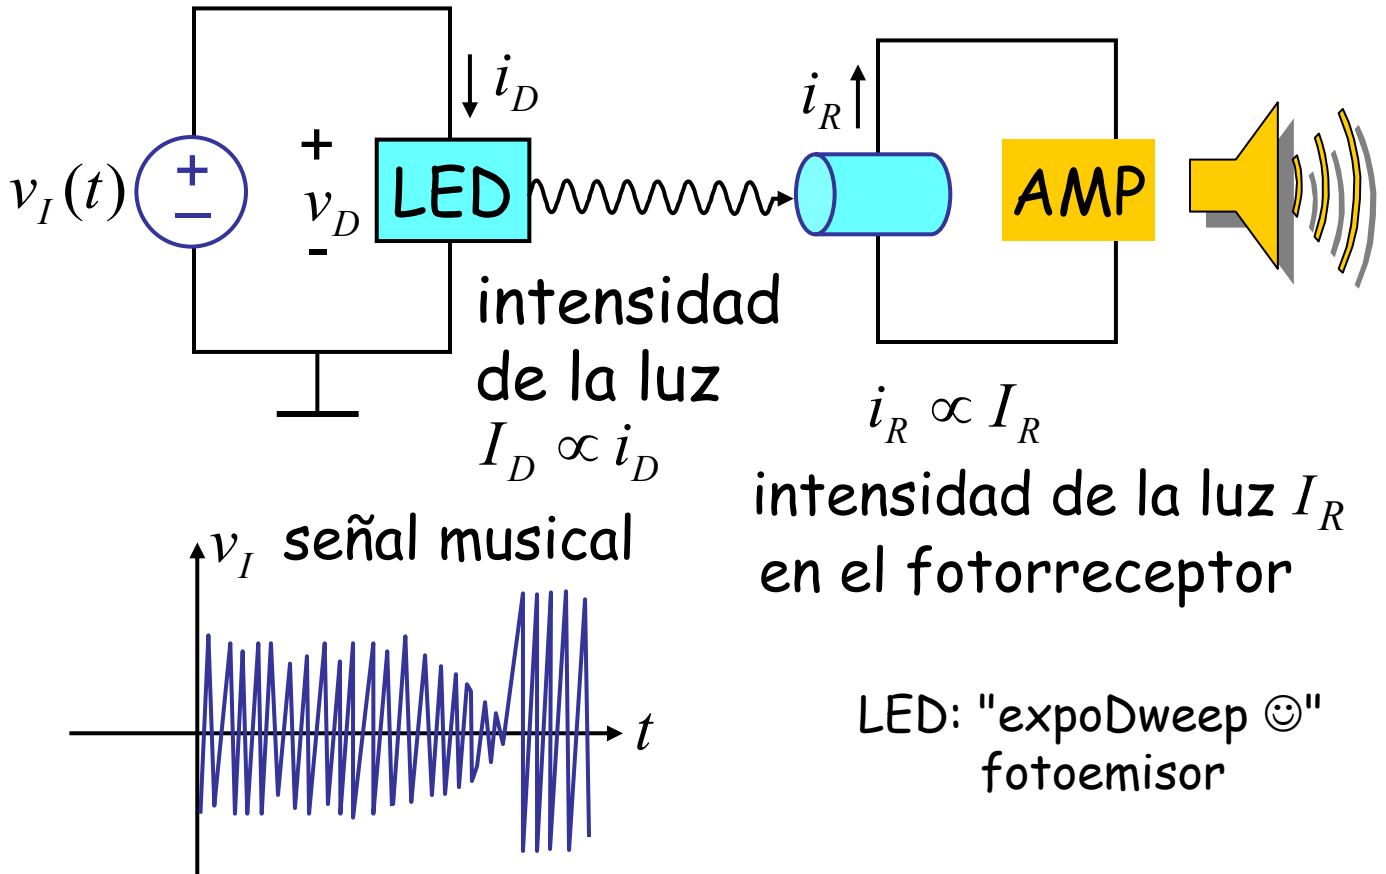 i_D
i_R
v_I(t)
+
−
+
v_D
-
LED
AMP
intensidad
de la luz
I_D ∝ i_D
i_R ∝ I_R
intensidad de la luz I_R
en el fotorreceptor
v_I señal musical
t
LED: "expoDweep ☺"
fotoemisor